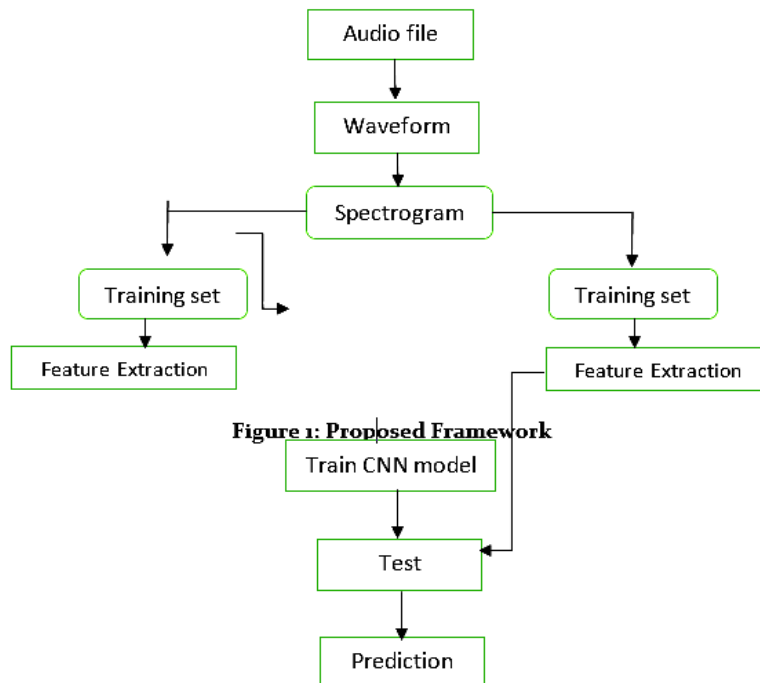 Audio file
Waveform
Spectrogram
Training set
Training set
Feature Extraction
Feature Extraction
Figure 1: Proposed Framework
Train CNN model
Test
Prediction